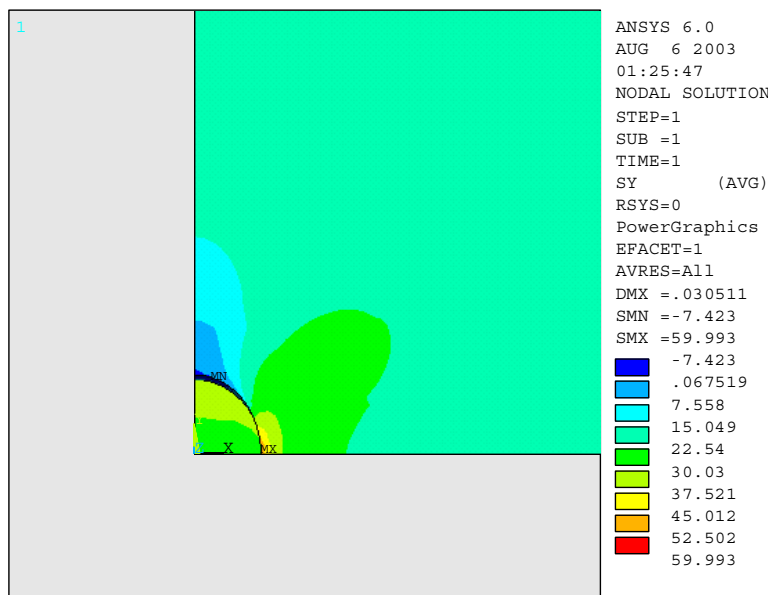 1
ANSYS 6.0
AUG  6 2003
01:25:47
NODAL SOLUTION
STEP=1
SUB =1
TIME=1
SY       (AVG)
RSYS=0
PowerGraphics
EFACET=1
AVRES=All
DMX =.030511
SMN =-7.423
SMX =59.993
-7.423
.067519
7.558
15.049
22.54
30.03
37.521
45.012
52.502
59.993
MN
Z X MX